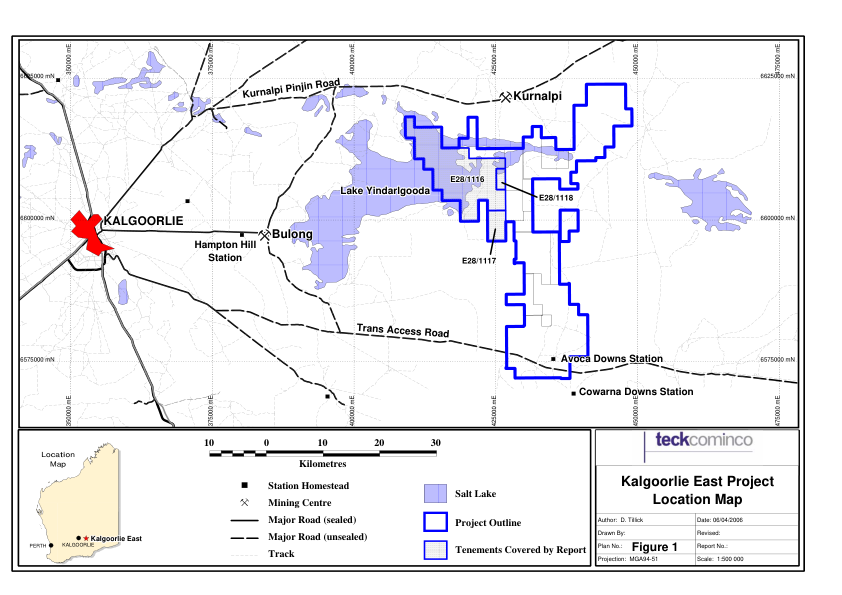 350000 mE
375000 mE
400000 mE
425000 mE
450000 mE
475000 mE
6625000 mN
6625000 mN
Kurnalpi Pinjin Road
Kurnalpi
E28/1116
Lake Yindarlgooda
E28/1118
KALGOORLIE
6600000 mN
6600000 mN
Bulong
Hampton Hill
Station
E28/1117
Trans Access Road
6575000 mN
Avoca Downs Station
6575000 mN
Cowarna Downs Station
350000 mE
375000 mE
400000 mE
425000 mE
450000 mE
475000 mE
Location
Map
PERTH
KALGOORLIE
Kalgoorlie East
10 0 10 20 30
Kilometres
Station Homestead
Mining Centre
Major Road (sealed)
Major Road (unsealed)
Track
Salt Lake
Project Outline
Tenements Covered by Report
teckcominco
Kalgoorlie East Project
Location Map
Author: D. Tillick
Date: 06/04/2006
Drawn By:
Revised:
Plan No.: Figure 1
Report No.:
Projection: MGA94-51
Scale: 1:500 000